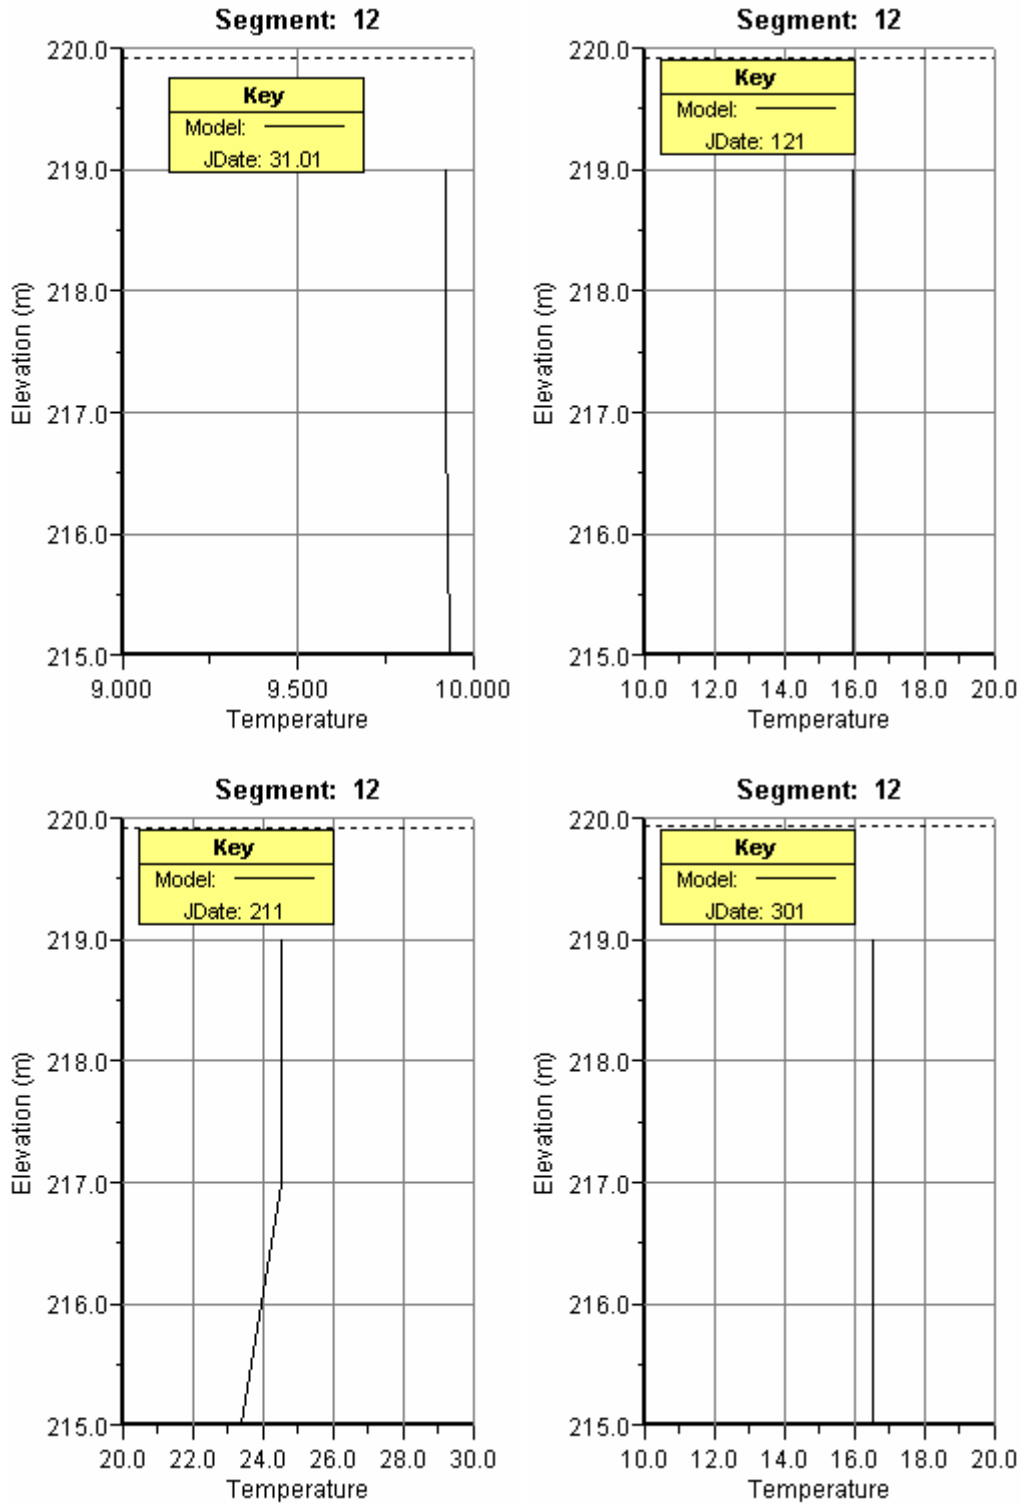 Segment: 12
220.0
219.0
218.0
217.0
216.0
215.0
Elevation (m)
Key
Model:
JDate: 31.01
9.000 9.500 10.000
Temperature
Segment: 12
220.0
219.0
218.0
217.0
216.0
215.0
Elevation (m)
Key
Model:
JDate: 121
10.0 12.0 14.0 16.0 18.0 20.0
Temperature
Segment: 12
220.0
219.0
218.0
217.0
216.0
215.0
Elevation (m)
Key
Model:
JDate: 211
20.0 22.0 24.0 26.0 28.0 30.0
Temperature
Segment: 12
220.0
219.0
218.0
217.0
216.0
215.0
Elevation (m)
Key
Model:
JDate: 301
10.0 12.0 14.0 16.0 18.0 20.0
Temperature